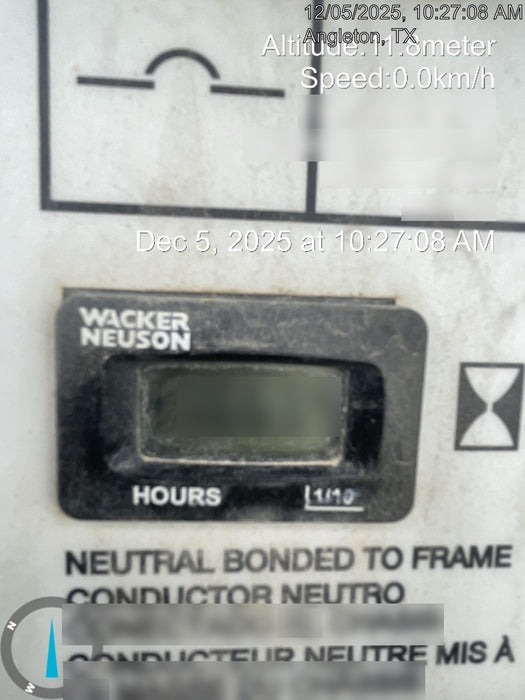 12/05/2025, 10:27:08 AM
Angleton, TX
Altitude:11.8meter
Speed:0.0km/h
Dec 5, 2025 at 10:27:08 AM
WACKER
NEUSON
HOURS 1/10
NEUTRAL BONDED TO FRAME
CONDUCTOR NEUTRO
CONDUCTEUR NEUTRE MIS À
N
W